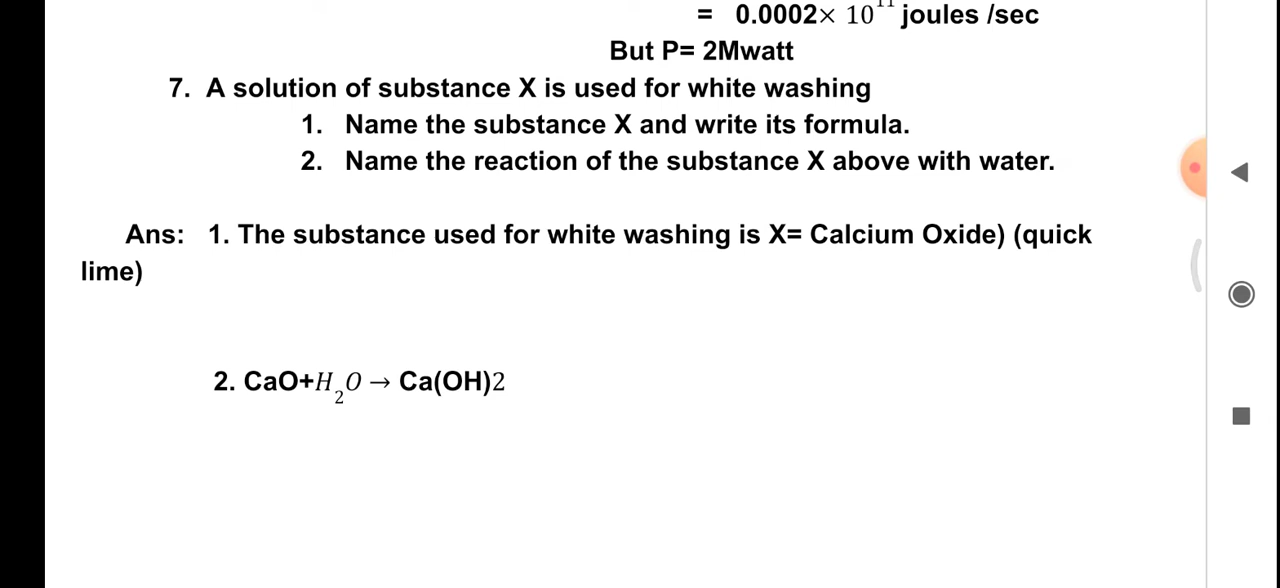 = 0.0002× 10¹¹ joules /sec
But P= 2Mwatt
7. A solution of substance X is used for white washing
1. Name the substance X and write its formula.
2. Name the reaction of the substance X above with water.
Ans: 1. The substance used for white washing is X= Calcium Oxide) (quick
lime)
2. CaO+H₂O → Ca(OH)2